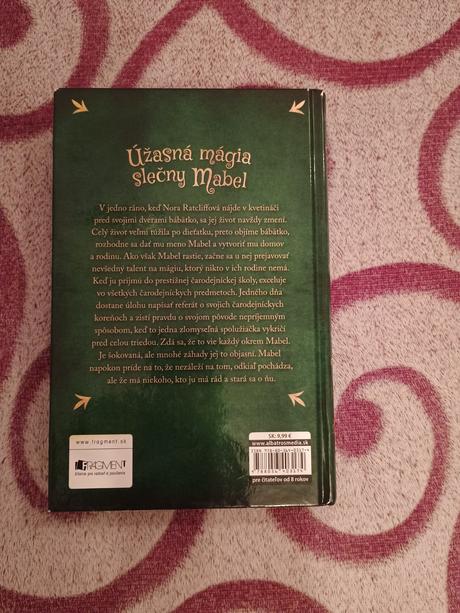 Úžasná mágia
slečny Mabel
V jedno ráno, keď Nora Ratcliffová nájde v kvetináči
pred svojimi dverami bábätko, sa jej život navždy zmení.
Celý život veľmi túžila po dieťatku, preto objíme bábätko,
rozhodne sa dať mu meno Mabel a vytvoriť mu domov
a rodinu. Ako však Mabel rastie, začne sa u nej prejavovať
nevšedný talent na mágiu, ktorý nikto v ich rodine nemá.
Keď ju prijmú do prestížnej čarodejníckej školy, exceluje
vo všetkých čarodejníckych predmetoch. Jedného dňa
dostane úlohu napísať referát o svojich čarodejníckych
koreňoch a zistí pravdu o svojom pôvode nepríjemným
spôsobom, keď to jedna zlomyseľná spolužiačka vykričí
pred celou triedou. Zdá sa, že to vie každý okrem Mabel.
Je šokovaná, ale mnohé záhady jej to objasní. Mabel
napokon príde na to, že nezáleží na tom, odkiaľ pochádza,
ale že má niekoho, kto ju má rád a stará sa o ňu.
www.fragment.sk
FRAGMENT
čítanie pre radosť a poučenie
SK: 9,99 €
www.albatrosmedia.sk
pre čitateľov od 8 rokov